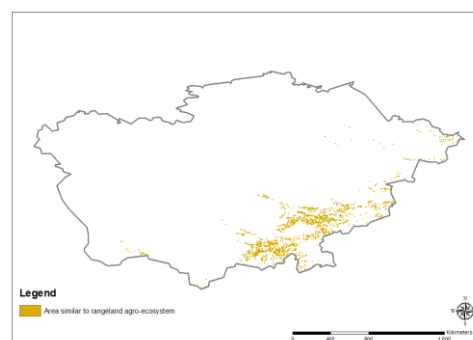 Legend
Area similar to rangeland agro-ecosystem
N
Kilometers
0 400 800 1,600